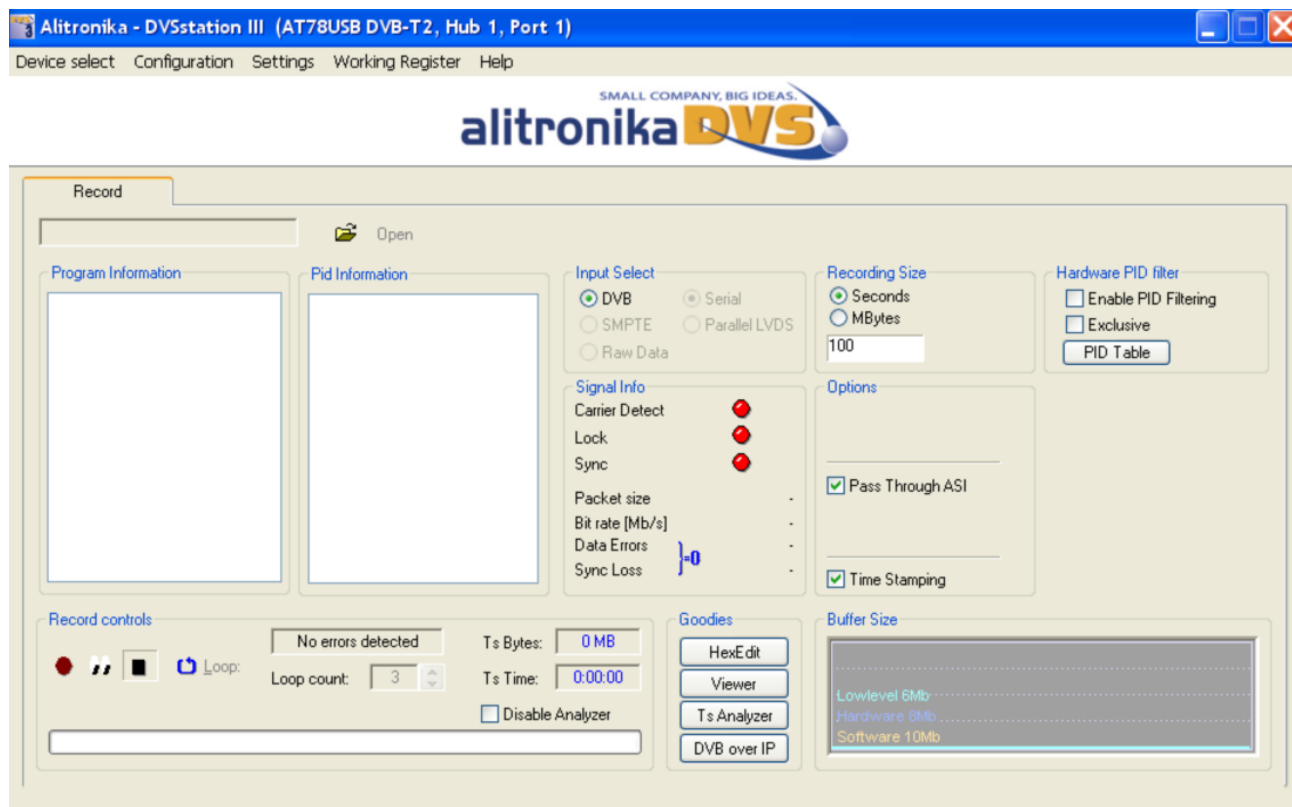 Alitronika - DVSstation III (AT78USB DVB-T2, Hub 1, Port 1)
Device select Configuration Settings Working Register Help
SMALL COMPANY, BIG IDEAS.
alitronika DVS
Record
Open
Program Information
Pid Information
Input Select
DVB Serial
SMPTE Parallel LVDS
Raw Data
Recording Size
Seconds
MBytes
100
Hardware PID filter
Enable PID Filtering
Exclusive
PID Table
Signal Info
Carrier Detect
Lock
Sync
Packet size -
Bit rate [Mb/s] -
Data Errors -
Sync Loss -
}=0
Options
Pass Through ASI
Time Stamping
Record controls
Loop:
No errors detected
Loop count: 3
Ts Bytes: 0 MB
Ts Time: 0:00:00
Disable Analyzer
Goodies
HexEdit
Viewer
Ts Analyzer
DVB over IP
Buffer Size
Lowlevel 6Mb
Hardware 8Mb
Software 10Mb